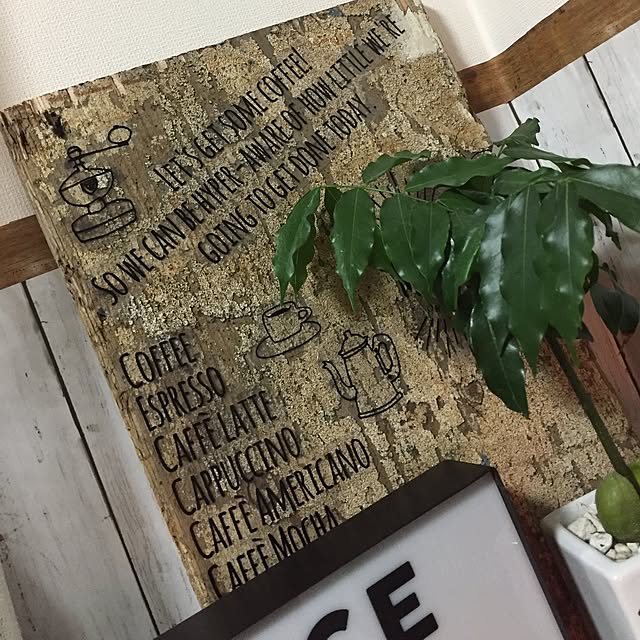 LET'S GET SOME COFFEE!
SO WE CAN BE HYPER-AWARE OF HOW LITTLE WE'RE
GOING TO GET DONE TODAY.
COFFEE
ESPRESSO
CAFFÈ LATTE
CAPPUCCINO
CAFFÈ AMERICANO
CAFFÈ MOCHA
CE